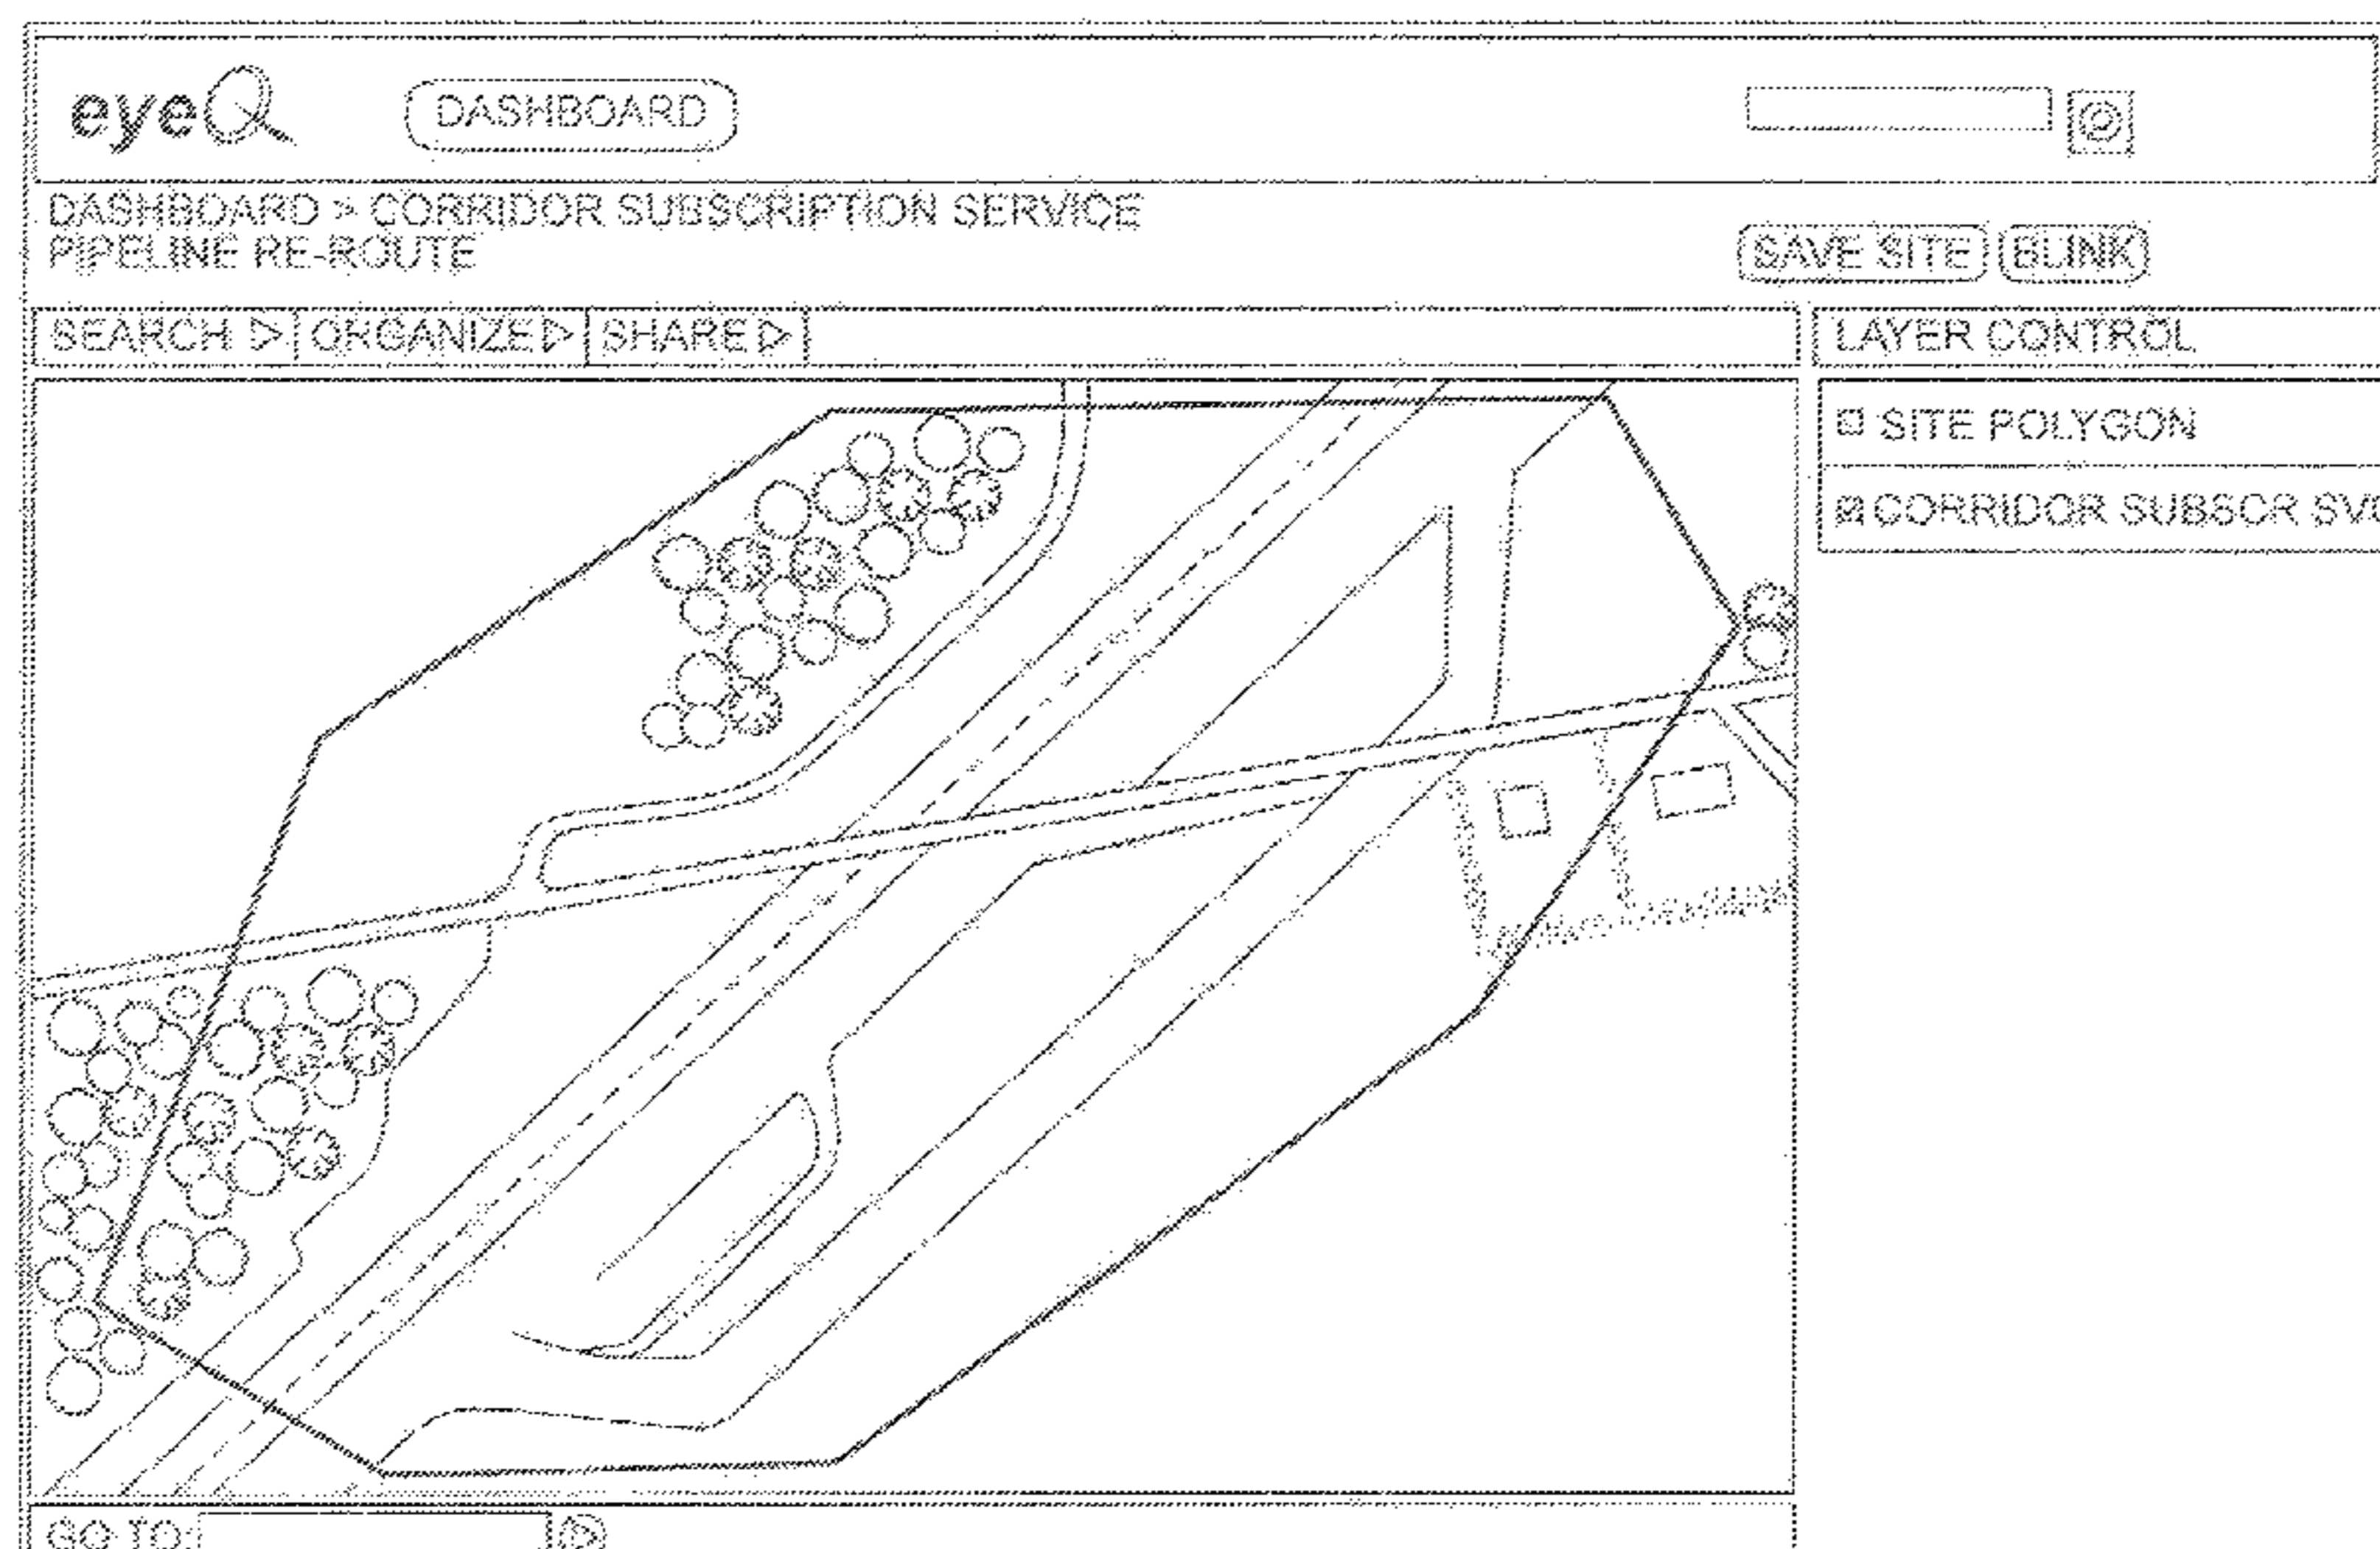 eyeQ DASHBOARD
DASHBOARD > CORRIDOR SUBSCRIPTION SERVICE
PIPELINE RE-ROUTE
SAVE SITE BLINK
SEARCH ORGANIZE SHARE LAYER CONTROL
SITE POLYGON
CORRIDOR SUBSCR SVC
GO TO: